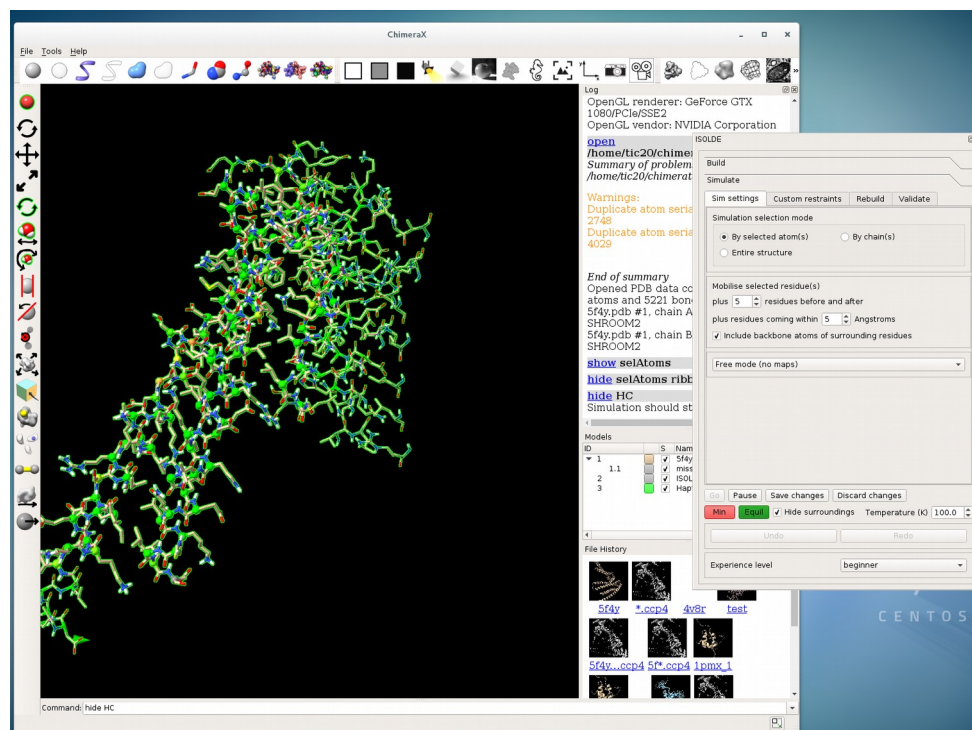 ChimeraX
File Tools Help
Log
OpenGL renderer: GeForce GTX
1080/PCIe/SSE2
OpenGL vendor: NVIDIA Corporation
open
/home/tic20/chimer
Summary of problem
/home/tic20/chimerat
Warnings:
Duplicate atom seria
2748
Duplicate atom seria
4029
End of summary
Opened PDB data co
atoms and 5221 bon
5f4y.pdb #1, chain A
SHROOM2
5f4y.pdb #1, chain B
SHROOM2
show selAtoms
hide selAtoms ribb
hide HC
Simulation should st
Models
ID S Nam
1 5f4y
1.1 miss
2 ISOL
3 Hap
File History
5f4y *.ccp4 4v8r test
5f4y...ccp4 5f*.ccp4 1pmx_1
Command: hide HC
ISOLDE
Build
Simulate
Sim settings Custom restraints Rebuild Validate
Simulation selection mode
By selected atom(s) By chain(s)
Entire structure
Mobilise selected residue(s)
plus 5 residues before and after
plus residues coming within 5 Angstroms
Include backbone atoms of surrounding residues
Free mode (no maps)
Go Pause Save changes Discard changes
Min Equil Hide surroundings Temperature (K) 100.0
Undo Redo
Experience level beginner
CENTOS